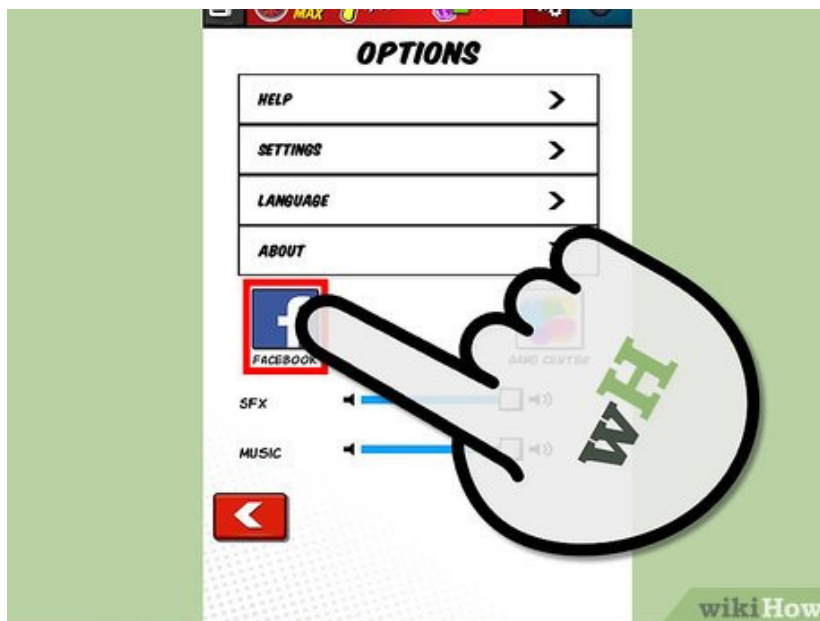 MAX
OPTIONS
HELP
SETTINGS
LANGUAGE
ABOUT
FACEBOOK
GAME CENTER
SFX
MUSIC
wH
wikiHow